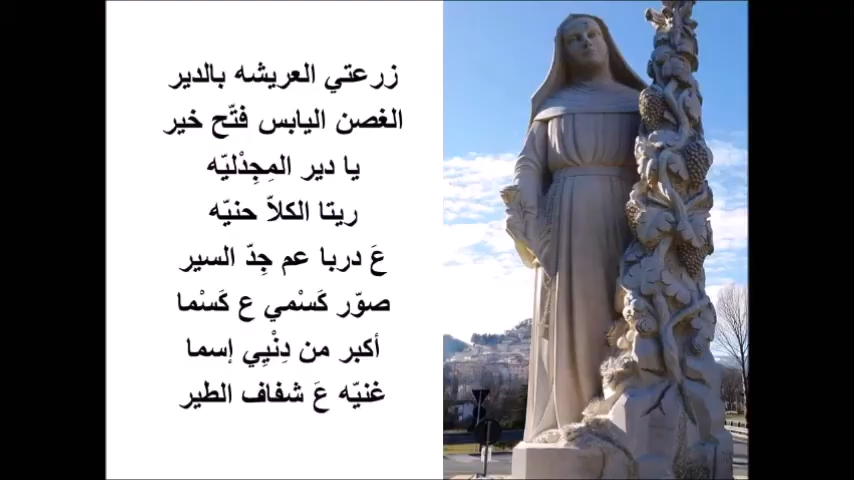 زرعتي العريشه بالدير
الغصن اليابس فتّح خير
يا دير المِجِدْليّه
ريتا الكلاّ حنيّه
عَ دربا عم جِدّ السير
صوّر كَسْمي ع كَسْما
أكبر من دِنْيِي إسما
غنيّه عَ شفاف الطير